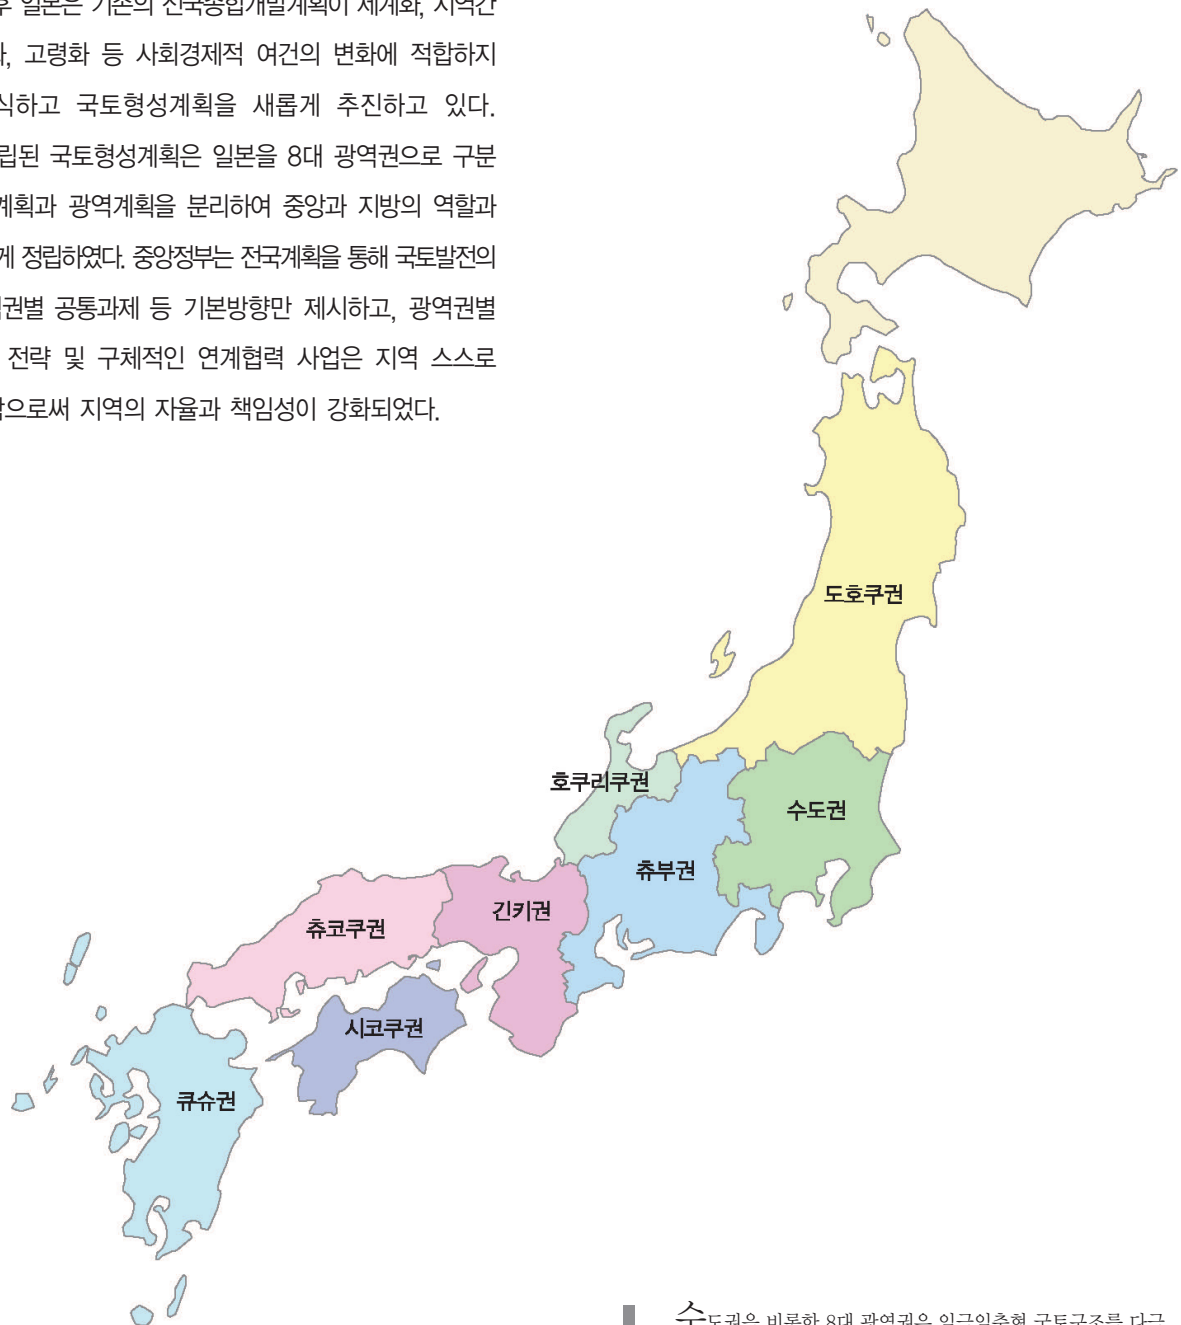 후 일본은 기존의 전국종합개발계획이 세계화, 지역간
화, 고령화 등 사회경제적 여건의 변화에 적합하지
식하고 국토형성계획을 새롭게 추진하고 있다.
립된 국토형성계획은 일본을 8대 광역권으로 구분
계획과 광역계획을 분리하여 중앙과 지방의 역할과
게 정립하였다. 중앙정부는 전국계획을 통해 국토발전의
권별 공통과제 등 기본방향만 제시하고, 광역권별
전략 및 구체적인 연계협력 사업은 지역 스스로
함으로써 지역의 자율과 책임성이 강화되었다.
도호쿠권
호쿠리쿠권
수도권
츄부권
긴키권
츄코쿠권
시코쿠권
큐슈권
수도권을 비롯한 8대 광역권은 일극일축형 국토구조를 다극